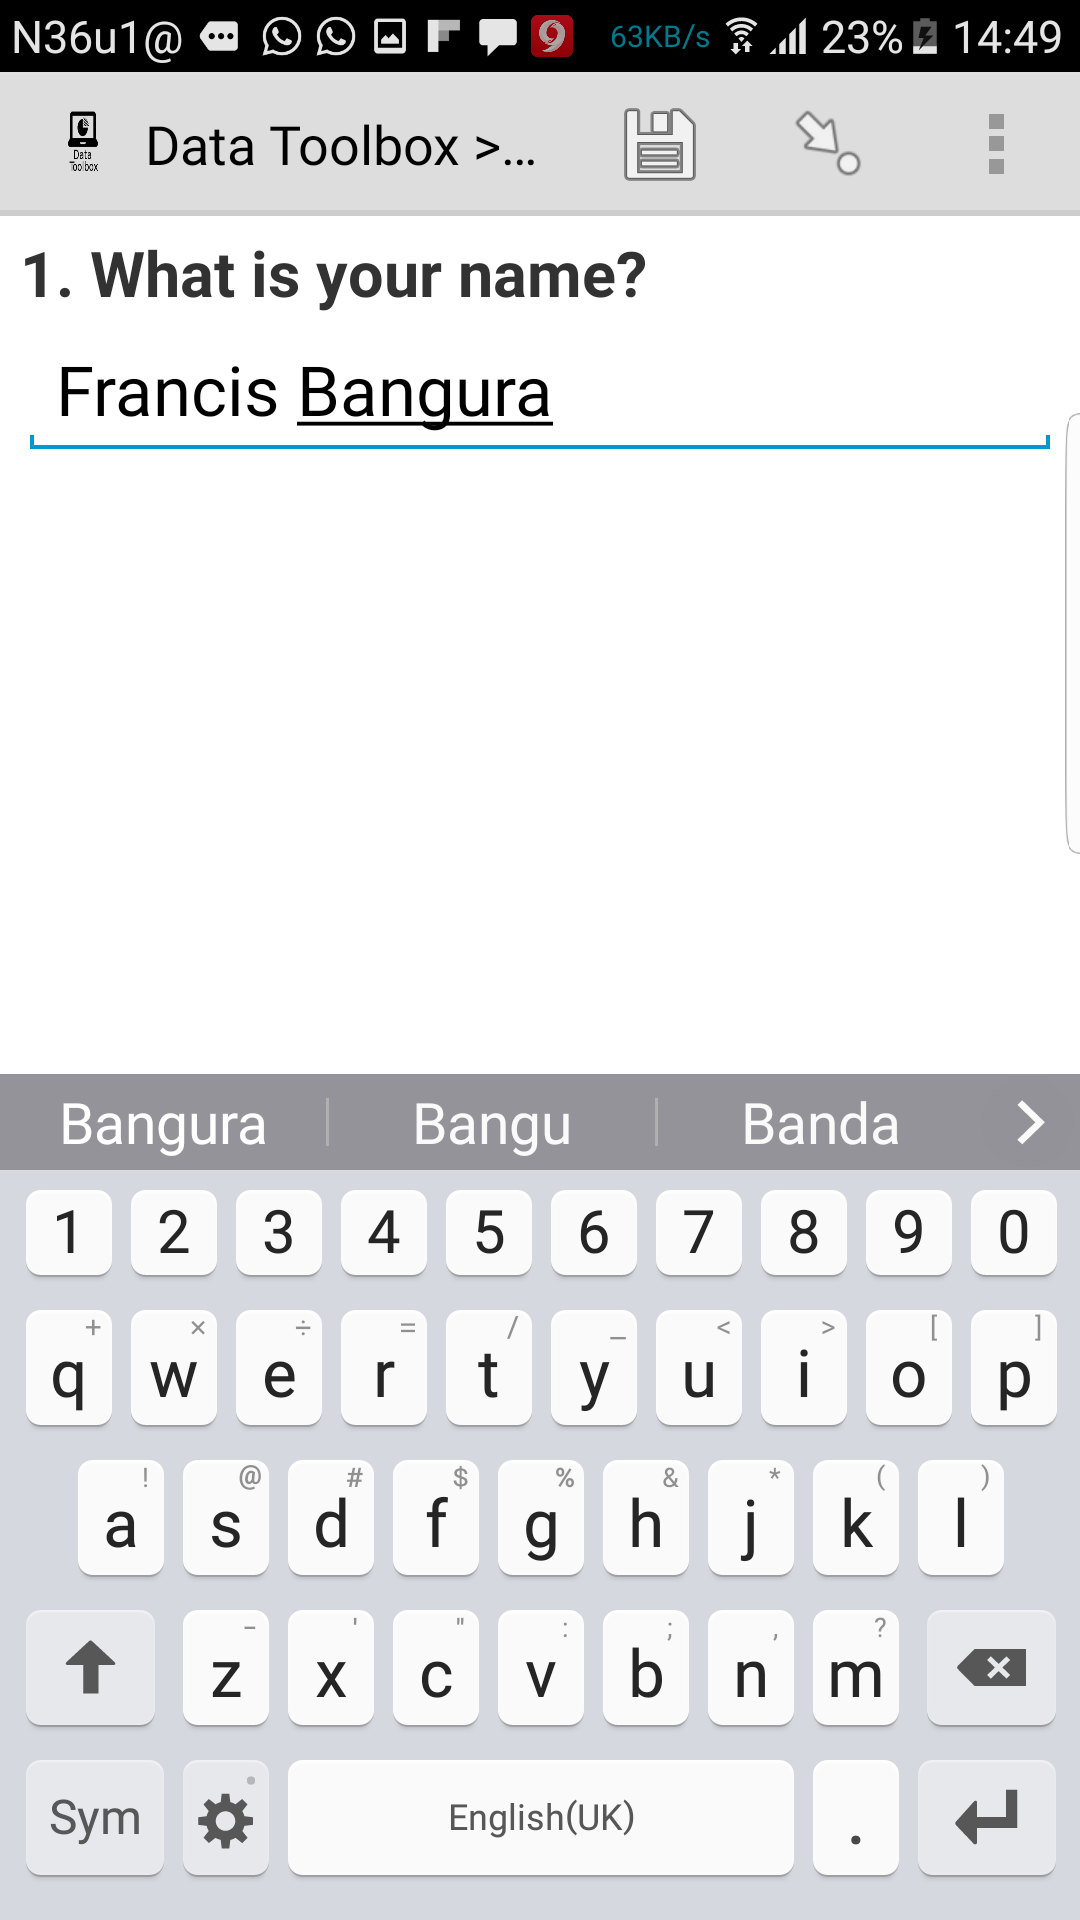 N36u1@ 63KB/s 23% 14:49
Data Toolbox
Data Toolbox >...
1. What is your name?
Francis Bangura
Bangura Bangu Banda
1 2 3 4 5 6 7 8 9 0
+ × ÷ = / _ < > [ ]
q w e r t y u i o p
! @ # $ % & * ( )
a s d f g h j k l
- ' " : ; , ?
z x c v b n m
Sym English(UK) .